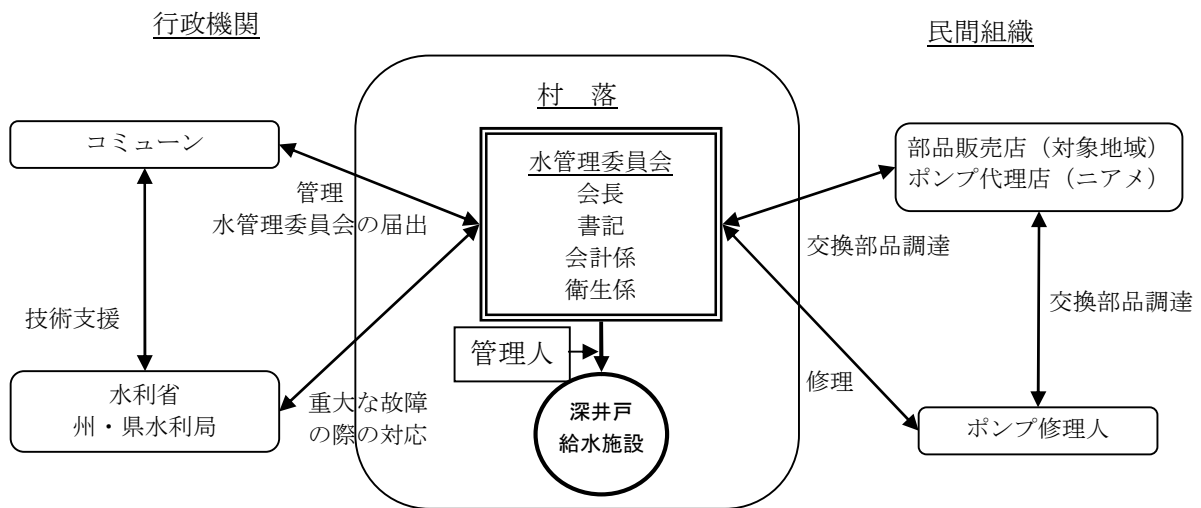 行政機関
民間組織
村　落
コミューン
水管理委員会
会長
書記
会計係
衛生係
部品販売店（対象地域）
ポンプ代理店（ニアメ）
管理
水管理委員会の届出
交換部品調達
技術支援
交換部品調達
管理人
修理
水利省
州・県水利局
重大な故障
の際の対応
深井戸
給水施設
ポンプ修理人